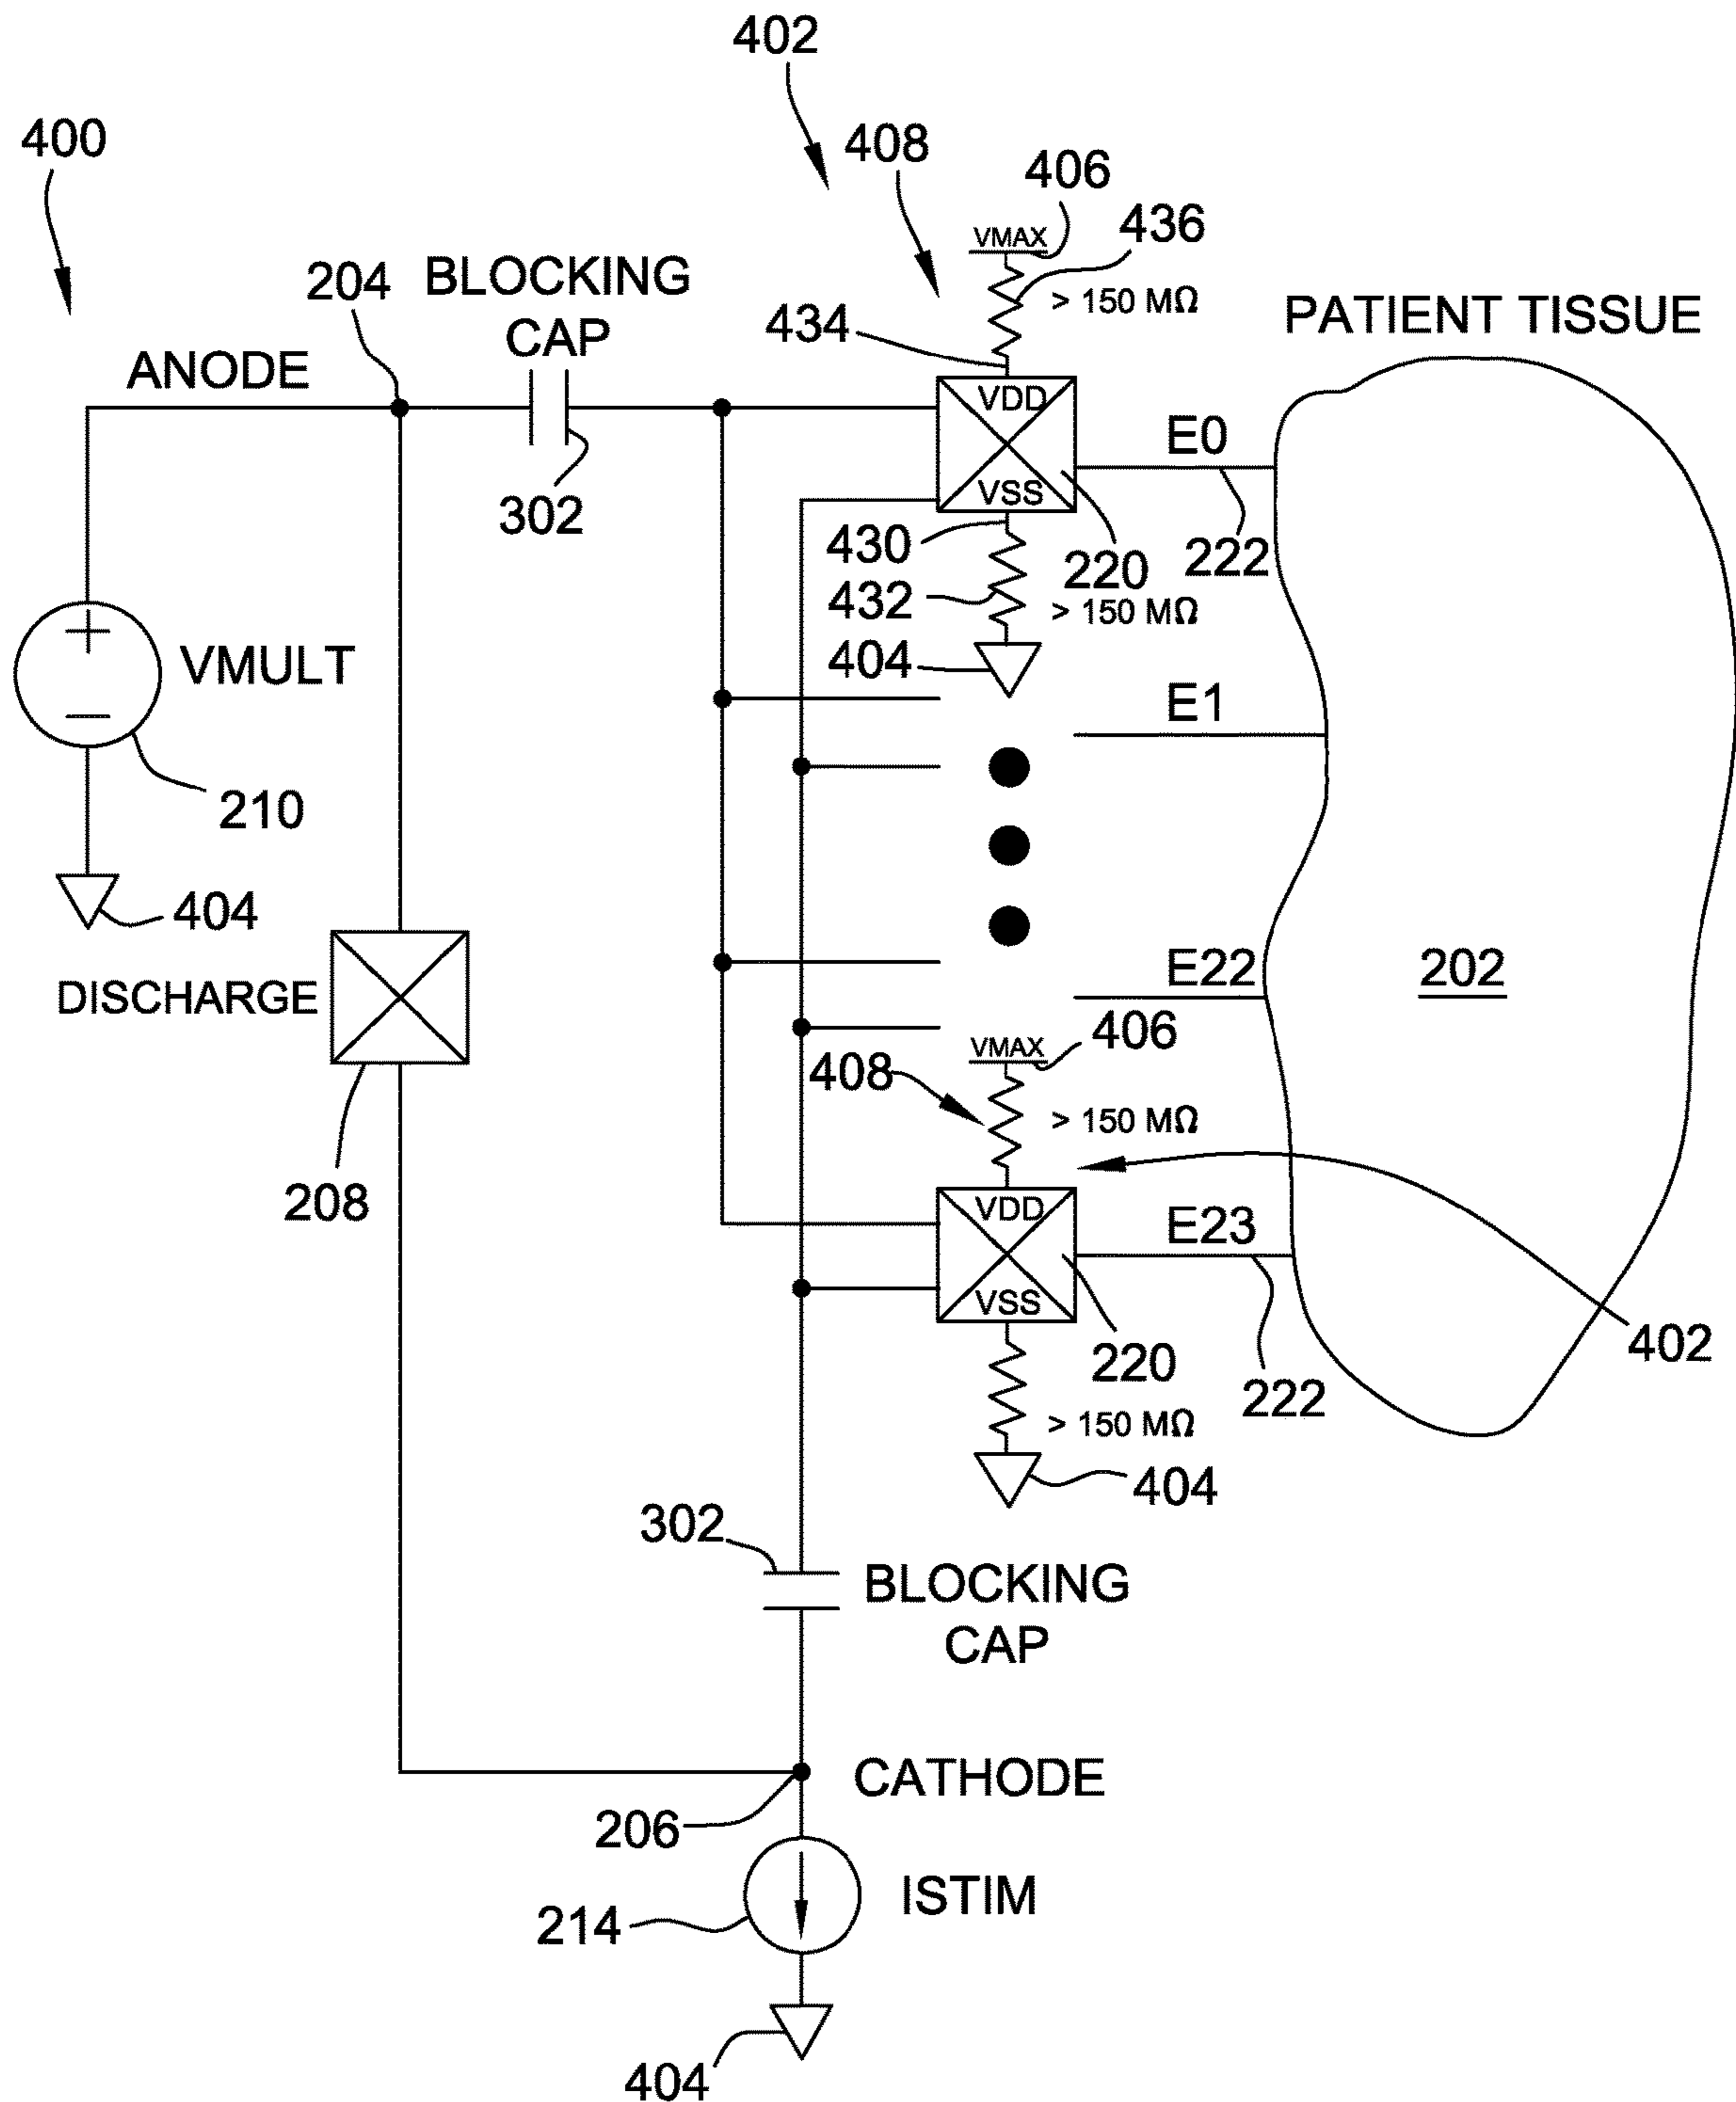 402
400
408
406
VMAX
436
> 150 MΩ
204
BLOCKING
CAP
434
PATIENT TISSUE
ANODE
VDD
E0
VSS
302
430
220
222
432
> 150 MΩ
404
VMULT
E1
210
404
E22
202
DISCHARGE
VMAX
406
408
> 150 MΩ
208
VDD
E23
VSS
220
222
402
> 150 MΩ
404
302
BLOCKING
CAP
CATHODE
206
ISTIM
214
404